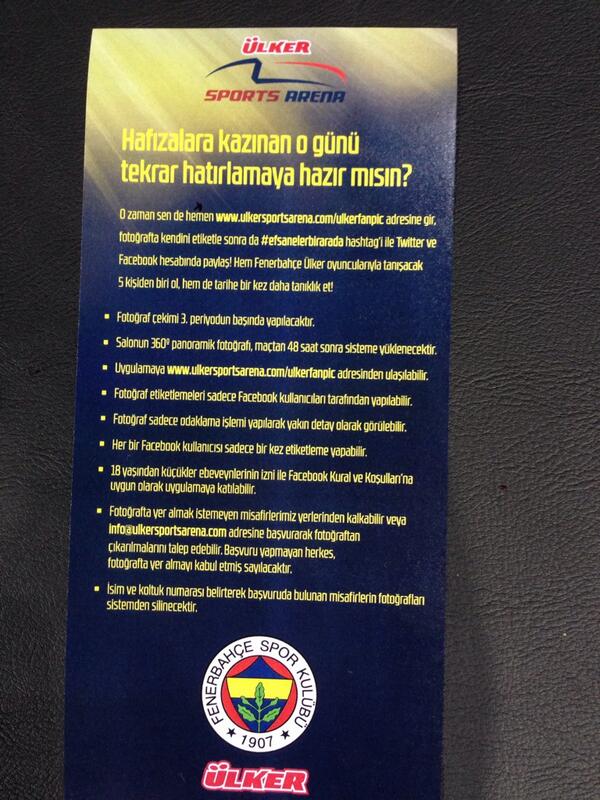 ÜLKER
SPORTS ARENA
Hafızalara kazınan o günü
tekrar hatırlamaya hazır mısın?
O zaman sen de hemen www.ulkersportsarena.com/ulkerfanpic adresine gir,
fotoğrafta kendini etiketle sonra da #efsanelerbirarada hashtag'i ile Twitter ve
Facebook hesabında paylaş! Hem Fenerbahçe Ülker oyuncularıyla tanışacak
5 kişiden biri ol, hem de tarihe bir kez daha tanıklık et!
▪ Fotoğraf çekimi 3. periyodun başında yapılacaktır.
▪ Salonun 360º panoramik fotoğrafı, maçtan 48 saat sonra sisteme yüklenecektir.
▪ Uygulamaya www.ulkersportsarena.com/ulkerfanpic adresinden ulaşılabilir.
▪ Fotoğraf etiketlemeleri sadece Facebook kullanıcıları tarafından yapılabilir.
▪ Fotoğraf sadece odaklama işlemi yapılarak yakın detay olarak görülebilir.
▪ Her bir Facebook kullanıcısı sadece bir kez etiketleme yapabilir.
▪ 18 yaşından küçükler ebeveynlerinin izni ile Facebook Kural ve Koşulları'na
uygun olarak uygulamaya katılabilir.
▪ Fotoğrafta yer almak istemeyen misafirlerimiz yerlerinden kalkabilir veya
info@ulkersportsarena.com adresine başvurarak fotoğraftan
çıkarılmalarını talep edebilir. Başvuru yapmayan herkes,
fotoğrafta yer almayı kabul etmiş sayılacaktır.
▪ İsim ve koltuk numarası belirterek başvuruda bulunan misafirlerin fotoğrafları
sistemden silinecektir.
FENERBAHÇE SPOR KULÜBÜ
★ 1907 ★
ÜLKER